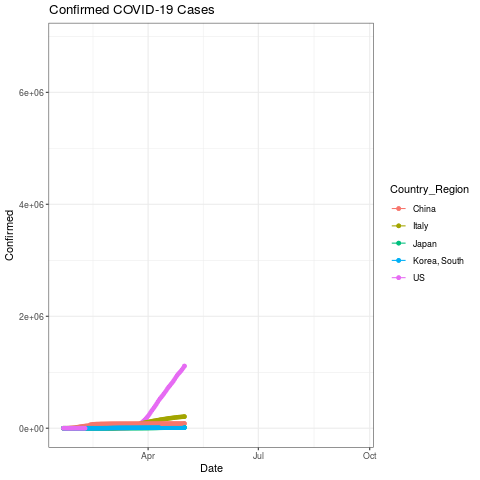 Confirmed COVID-19 Cases
6e+06
4e+06
2e+06
0e+00
Confirmed
Apr
Jul
Oct
Date
Country_Region
China
Italy
Japan
Korea, South
US